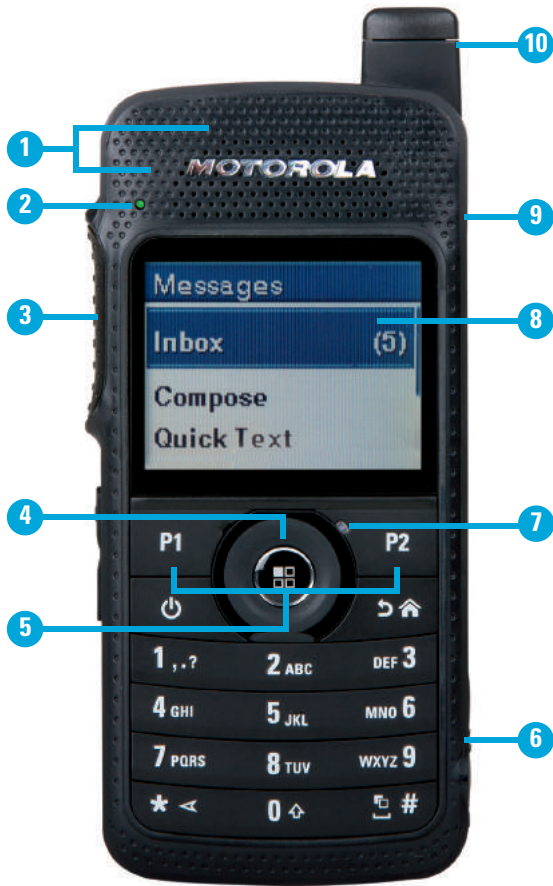 10
1
MOTOROLA
2
9
3
Messages
8
Inbox (5)
Compose
Quick Text
4
7
P1 P2
5
1 , . ? 2 ABC DEF 3
4 GHI 5 JKL MNO 6
6
7 PQRS 8 TUV WXYZ 9
* 0 #